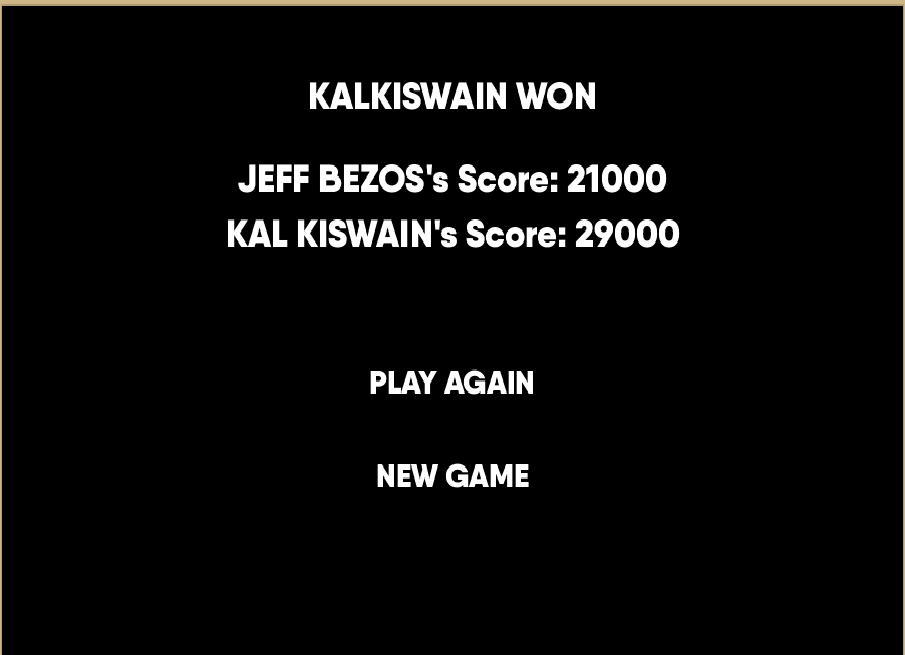 KALKISWAIN WON
JEFF BEZOS's Score: 21000
KAL KISWAIN's Score: 29000
PLAY AGAIN
NEW GAME